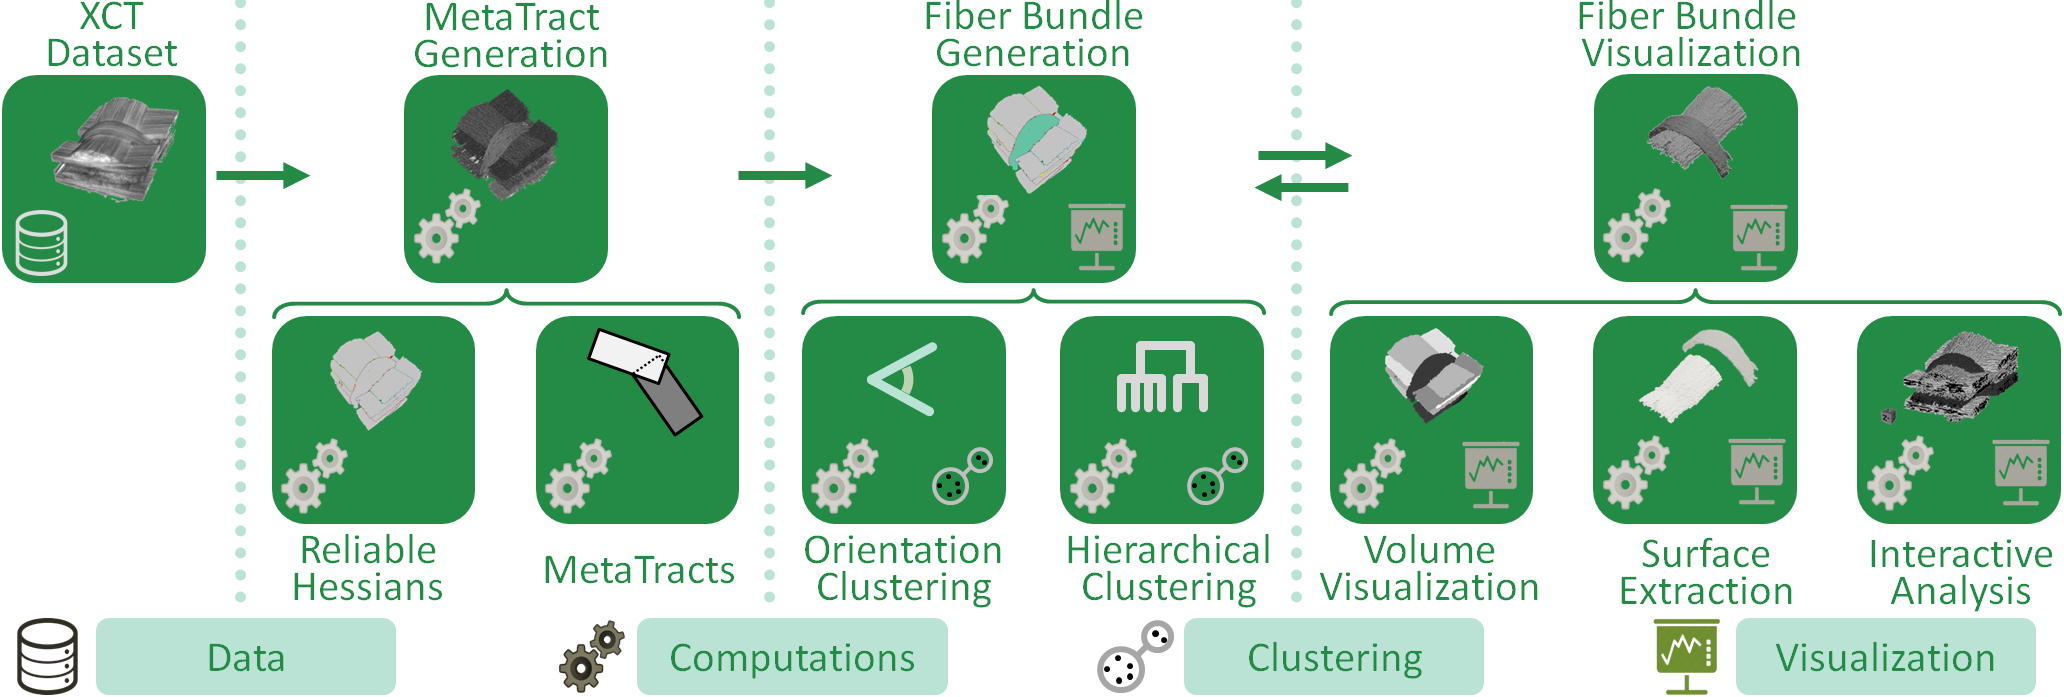 XCT
Dataset
MetaTract
Generation
Fiber Bundle
Generation
Fiber Bundle
Visualization
Reliable
Hessians
MetaTracts
Orientation
Clustering
Hierarchical
Clustering
Volume
Visualization
Surface
Extraction
Interactive
Analysis
Data
Computations
Clustering
Visualization